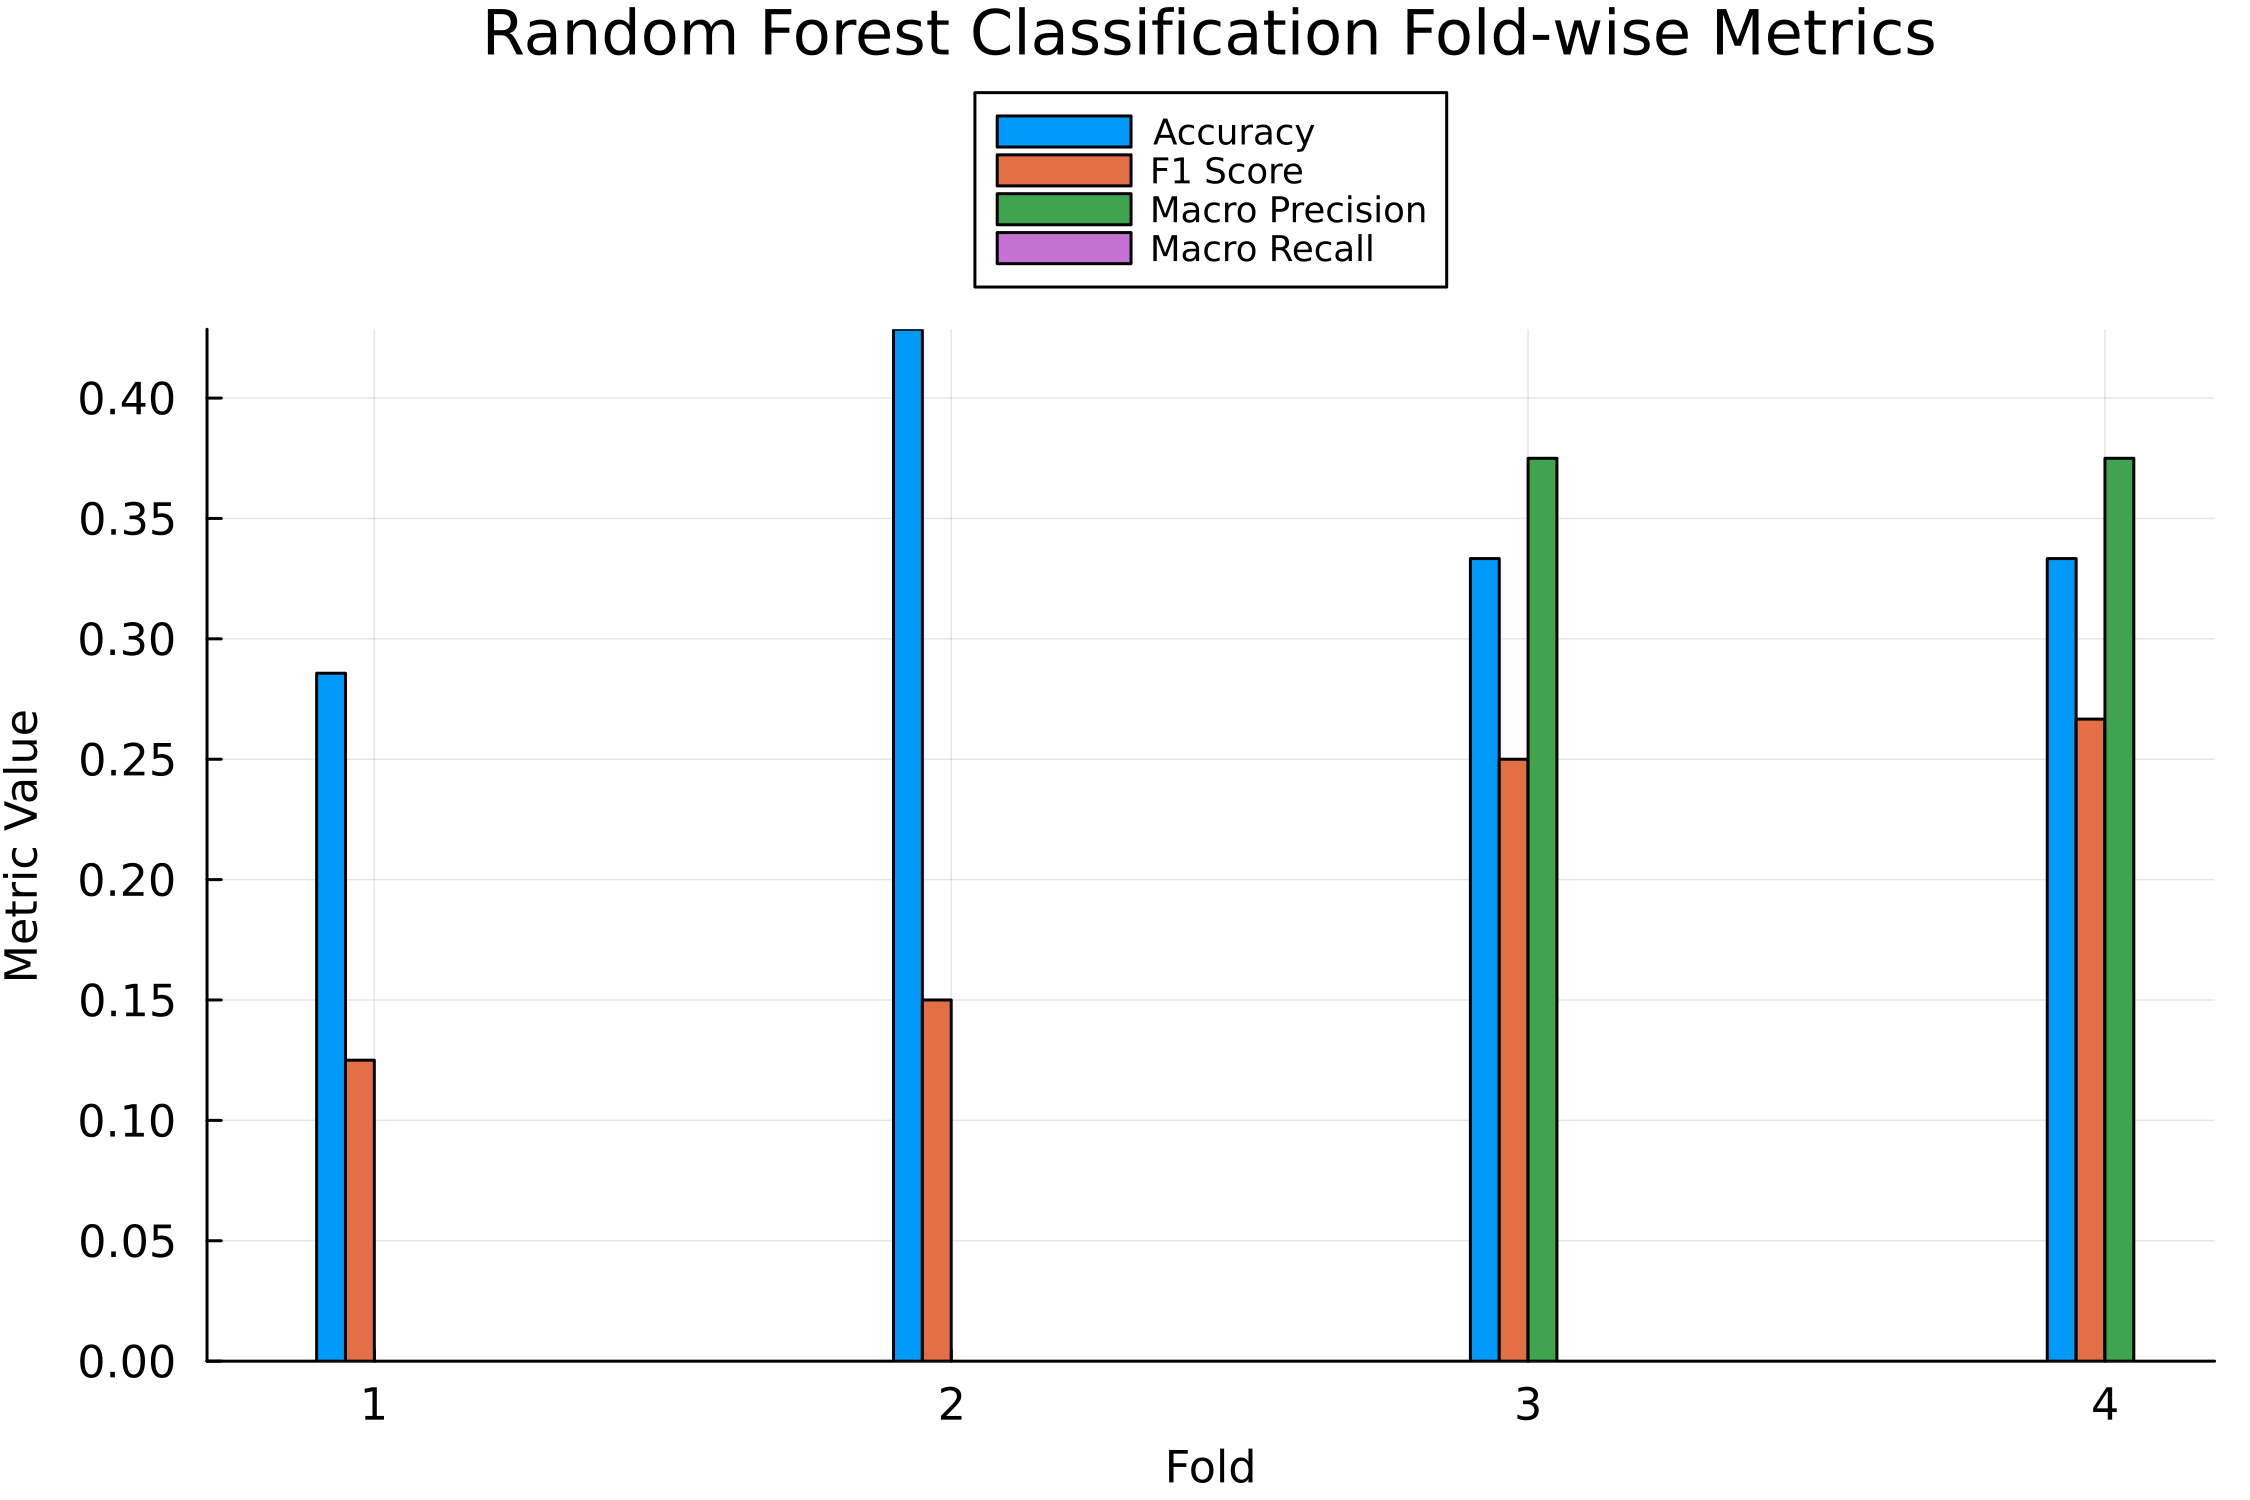 Random Forest Classification Fold-wise Metrics
Accuracy
F1 Score
Macro Precision
Macro Recall
Metric Value
0.40
0.35
0.30
0.25
0.20
0.15
0.10
0.05
0.00
1 2 3 4
Fold